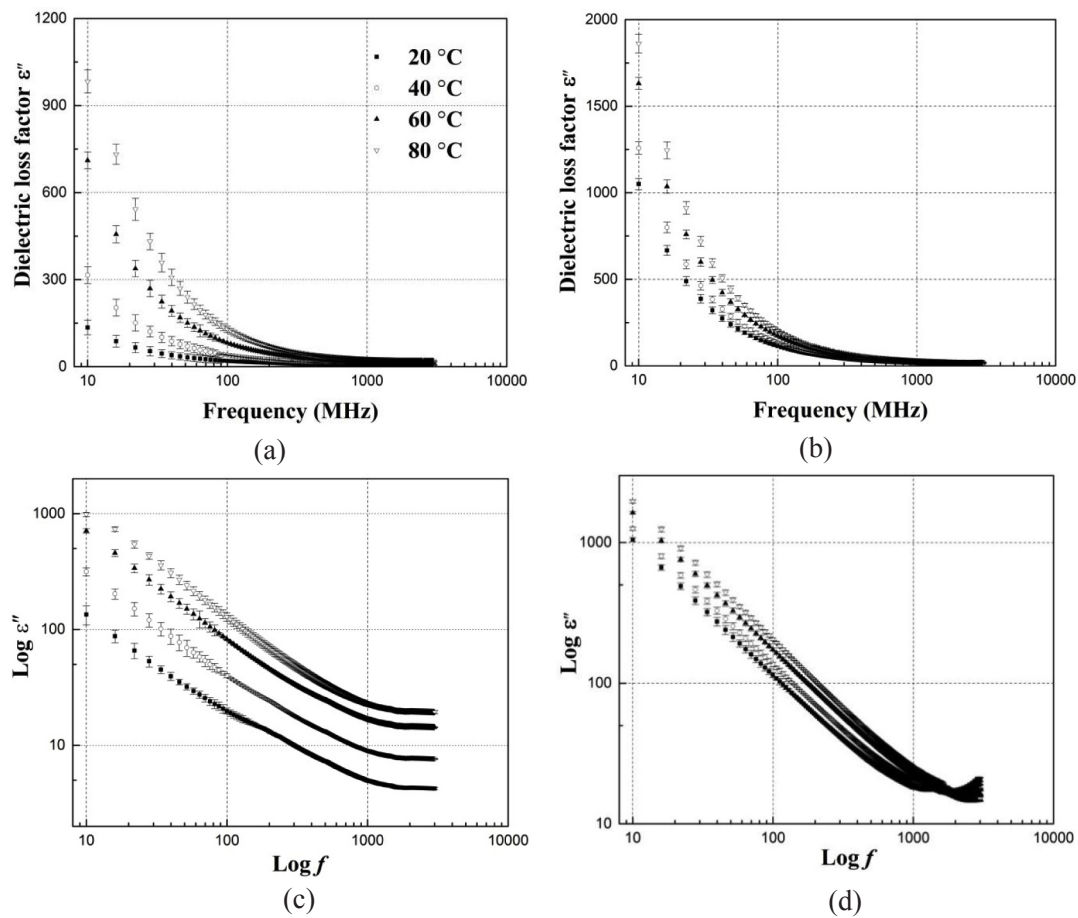 1200
900
600
300
0
Dielectric loss factor ε″
20 °C
40 °C
60 °C
80 °C
10 100 1000 10000
Frequency (MHz)
(a)
2000
1500
1000
500
0
Dielectric loss factor ε″
10 100 1000 10000
Frequency (MHz)
(b)
1000
100
10
Log ε″
10 100 1000 10000
Log f
(c)
1000
100
10
Log ε″
10 100 1000 10000
Log f
(d)